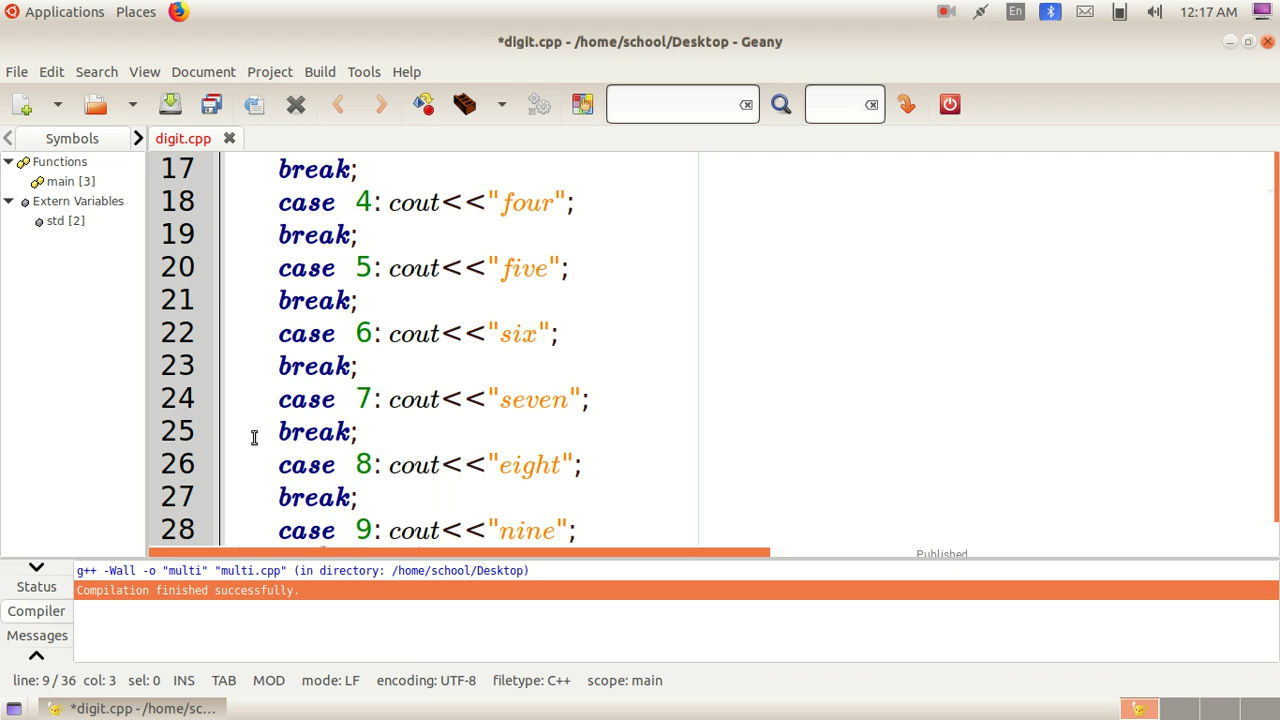 Applications Places En 12:17 AM
*digit.cpp - /home/school/Desktop - Geany
File Edit Search View Document Project Build Tools Help
Symbols digit.cpp
Functions
main [3]
Extern Variables
std [2]
17 break;
18 case 4: cout<<"four";
19 break;
20 case 5: cout<<"five";
21 break;
22 case 6: cout<<"six";
23 break;
24 case 7: cout<<"seven";
25 break;
26 case 8: cout<<"eight";
27 break;
28 case 9: cout<<"nine";
Published
Status
Compiler
Messages
g++ -Wall -o "multi" "multi.cpp" (in directory: /home/school/Desktop)
Compilation finished successfully.
line: 9 / 36 col: 3 sel: 0 INS TAB MOD mode: LF encoding: UTF-8 filetype: C++ scope: main
*digit.cpp - /home/sc...